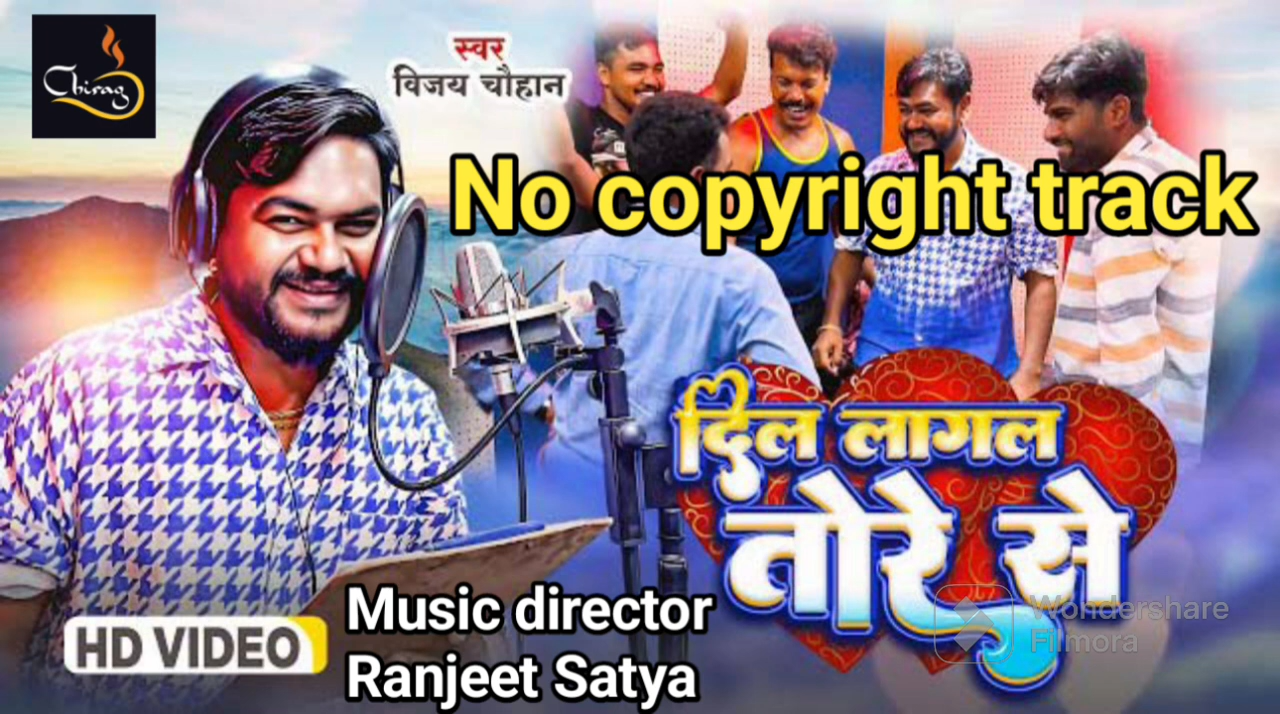 Chirag
स्वर
विजय चौहान
No copyright track
दिल लागल
तोरे से
Music director
Ranjeet Satya
HD VIDEO
Wondershare
Filmora